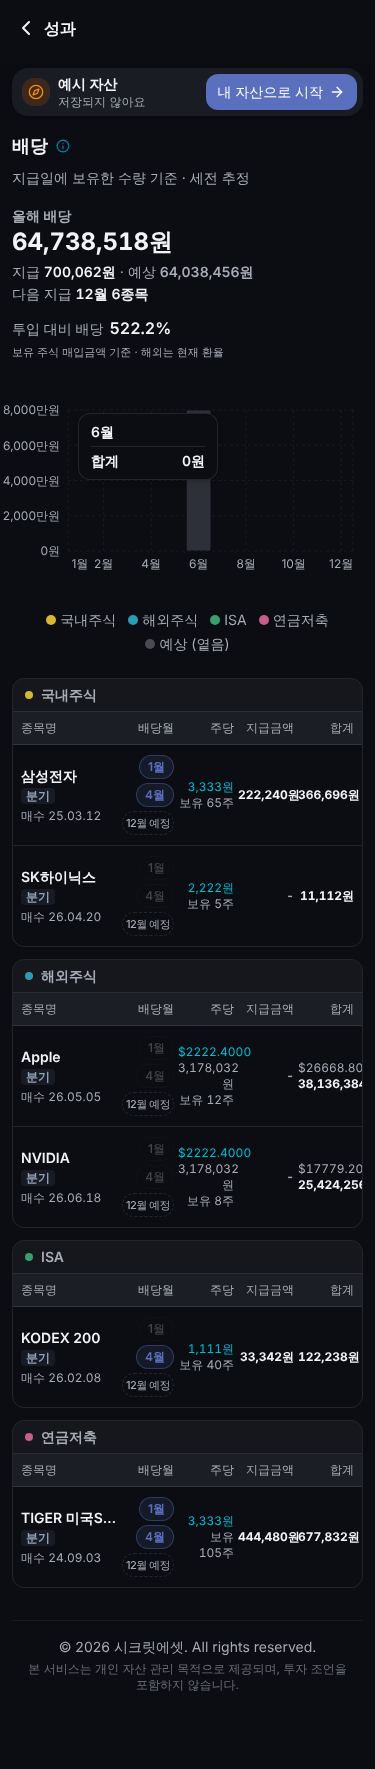 성과
예시 자산
저장되지 않아요
내 자산으로 시작
배당
지급일에 보유한 수량 기준 · 세전 추정
올해 배당
64,738,518원
지급 700,062원 · 예상 64,038,456원
다음 지급 12월 6종목
투입 대비 배당 522.2%
보유 주식 매입금액 기준 · 해외는 현재 환율
8,000만원
6,000만원
4,000만원
2,000만원
0원
6월
합계 0원
1월 2월 4월 6월 8월 10월 12월
국내주식 해외주식 ISA 연금저축
예상 (옅음)
국내주식
종목명 배당월 주당 지급금액 합계
삼성전자
분기
매수 25.03.12
1월
4월
12월 예정
3,333원
보유 65주
222,240원 366,696원
SK하이닉스
분기
매수 26.04.20
1월
4월
12월 예정
2,222원
보유 5주
- 11,112원
해외주식
종목명 배당월 주당 지급금액 합계
Apple
분기
매수 26.05.05
1월
4월
12월 예정
$2222.4000
3,178,032
원
보유 12주
-
$26668.80
38,136,384
NVIDIA
분기
매수 26.06.18
1월
4월
12월 예정
$2222.4000
3,178,032
원
보유 8주
-
$17779.20
25,424,256
ISA
종목명 배당월 주당 지급금액 합계
KODEX 200
분기
매수 26.02.08
1월
4월
12월 예정
1,111원
보유 40주
33,342원 122,238원
연금저축
종목명 배당월 주당 지급금액 합계
TIGER 미국S...
분기
매수 24.09.03
1월
4월
12월 예정
3,333원
보유
105주
444,480원 677,832원
© 2026 시크릿에셋. All rights reserved.
본 서비스는 개인 자산 관리 목적으로 제공되며, 투자 조언을
포함하지 않습니다.